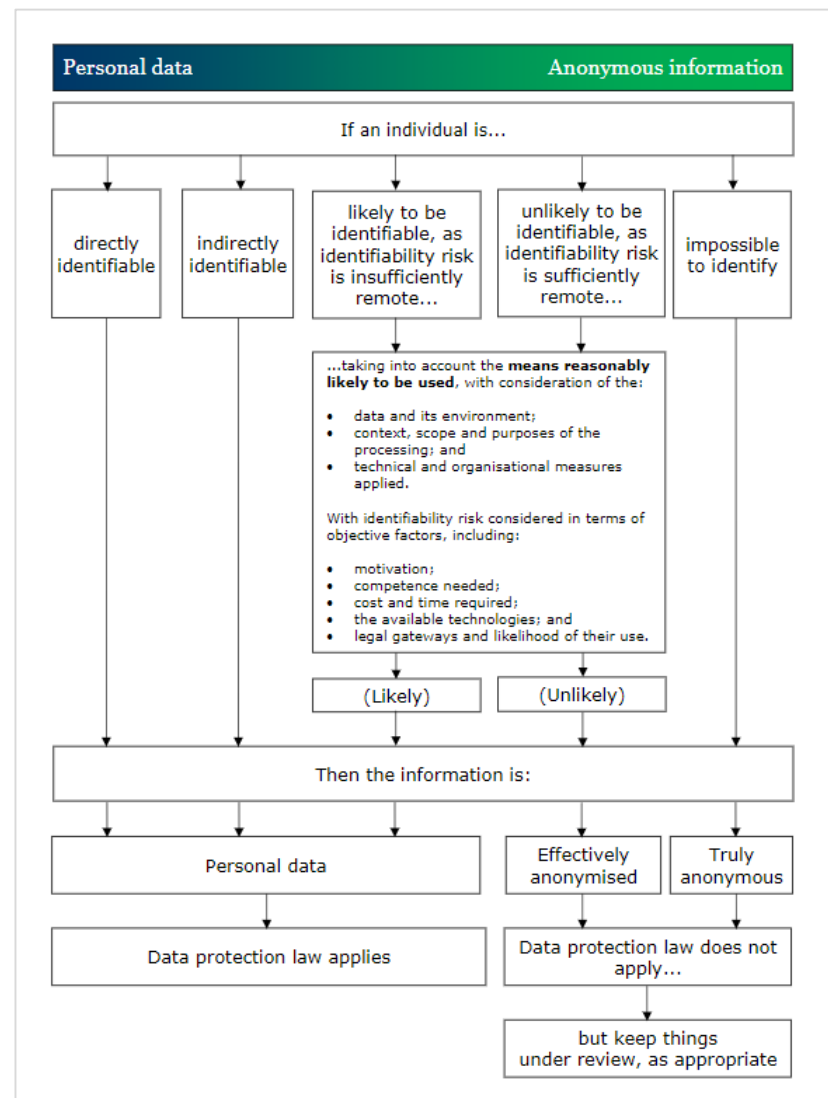 Personal data
Anonymous information
If an individual is...
directly
identifiable
indirectly
identifiable
likely to be
identifiable, as
identifiability risk
is insufficiently
remote...
unlikely to be
identifiable, as
identifiability risk
is sufficiently
remote...
impossible
to identify
...taking into account the means reasonably
likely to be used, with consideration of the:
• data and its environment;
• context, scope and purposes of the
processing; and
• technical and organisational measures
applied.
With identifiability risk considered in terms of
objective factors, including:
• motivation;
• competence needed;
• cost and time required;
• the available technologies; and
• legal gateways and likelihood of their use.
(Likely)
(Unlikely)
Then the information is:
Personal data
Effectively
anonymised
Truly
anonymous
Data protection law applies
Data protection law does not
apply...
but keep things
under review, as appropriate